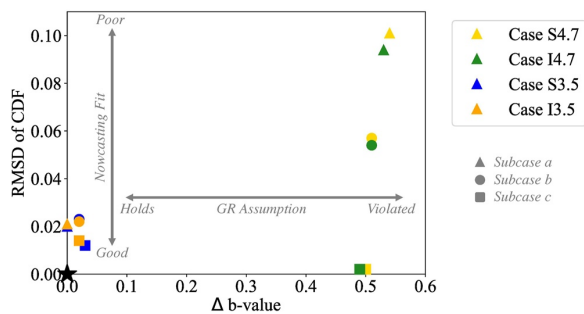 Poor
Nowcasting Fit
Good
Holds GR Assumption Violated
RMSD of CDF
0.10
0.08
0.06
0.04
0.02
0.00
0.0 0.1 0.2 0.3 0.4 0.5 0.6
Δ b-value
Case S4.7
Case I4.7
Case S3.5
Case I3.5
Subcase a
Subcase b
Subcase c